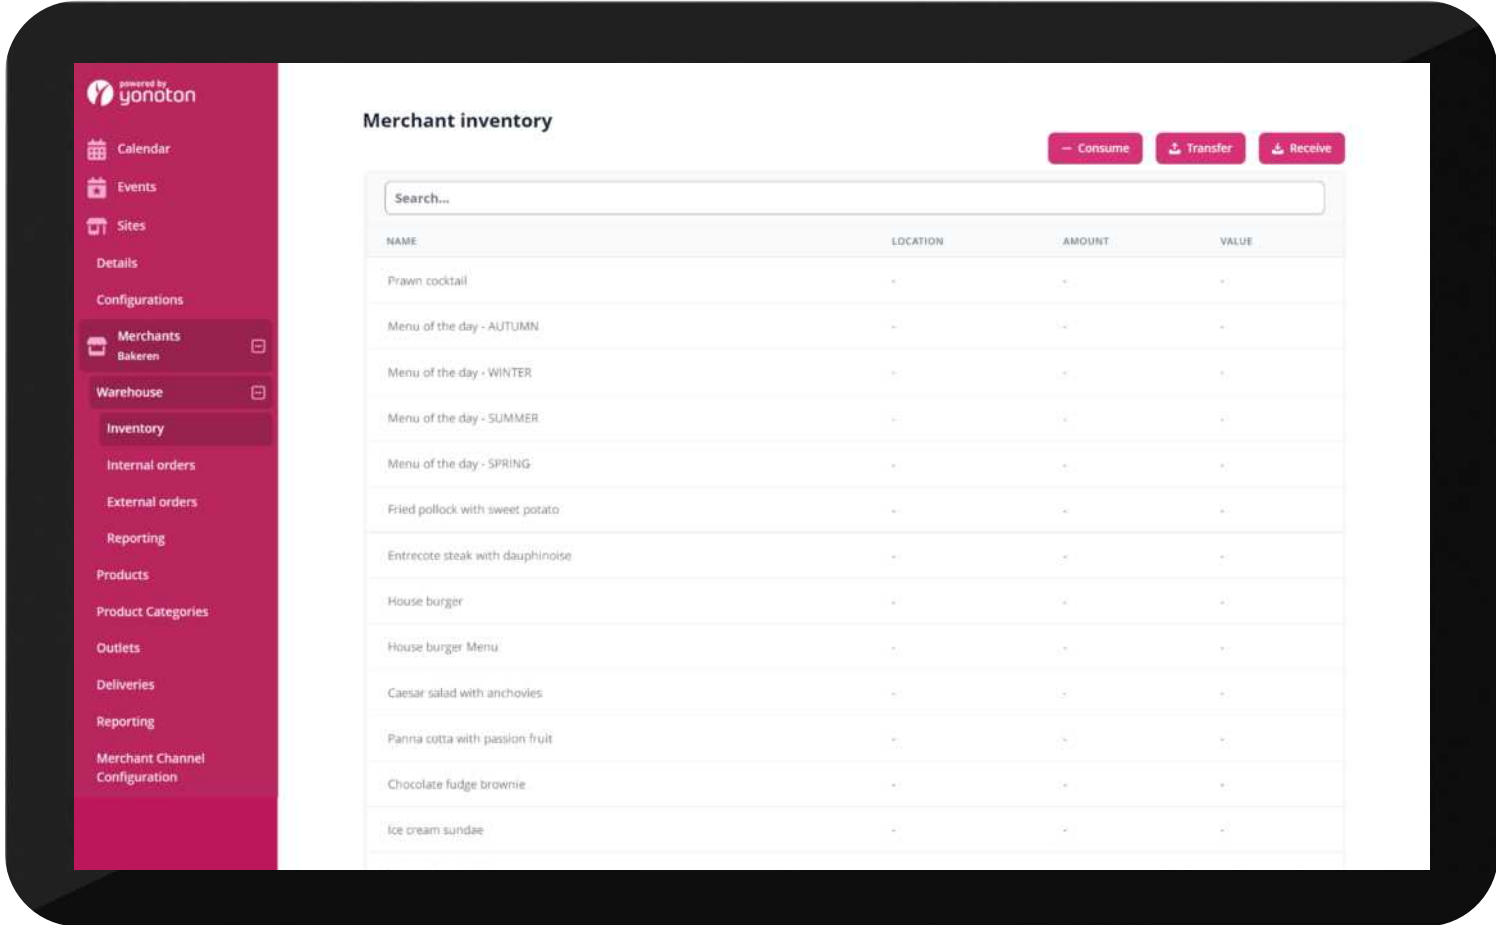 powered by
yonoton
Calendar
Events
Sites
Details
Configurations
Merchants
Bakeren
Warehouse
Inventory
Internal orders
External orders
Reporting
Products
Product Categories
Outlets
Deliveries
Reporting
Merchant Channel
Configuration
Merchant inventory
Consume Transfer Receive
Search...
NAME LOCATION AMOUNT VALUE
Prawn cocktail - - -
Menu of the day - AUTUMN - - -
Menu of the day - WINTER - - -
Menu of the day - SUMMER - - -
Menu of the day - SPRING - - -
Fried pollock with sweet potato - - -
Entrecote steak with dauphinoise - - -
House burger - - -
House burger Menu - - -
Caesar salad with anchovies - - -
Panna cotta with passion fruit - - -
Chocolate fudge brownie - - -
Ice cream sundae - - -